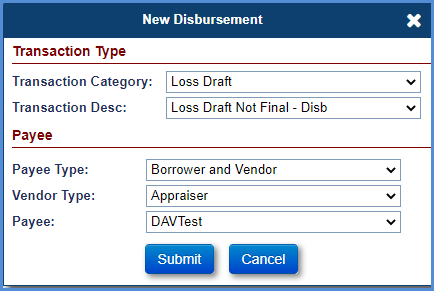 New Disbursement
Transaction Type
Transaction Category: Loss Draft
Transaction Desc: Loss Draft Not Final - Disb
Payee
Payee Type: Borrower and Vendor
Vendor Type: Appraiser
Payee: DAVTest
Submit Cancel